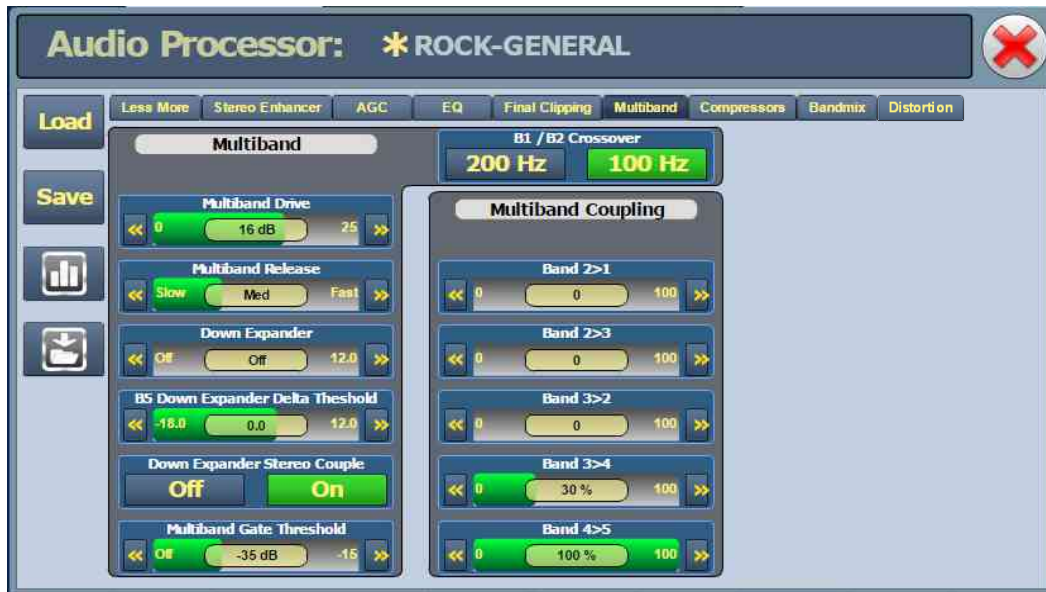 Audio Processor: *ROCK-GENERAL
Load
Save
Less More Stereo Enhancer AGC EQ Final Clipping Multiband Compressors Bandmix Distortion
Multiband
Multiband Drive
« 0 16 dB 25 »
Multiband Release
« Slow Med Fast »
Down Expander
« Off Off 12.0 »
B5 Down Expander Delta Theshold
« -18.0 0.0 12.0 »
Down Expander Stereo Couple
Off On
Multiband Gate Threshold
« Off -35 dB -15 »
B1 /B2 Crossover
200 Hz 100 Hz
Multiband Coupling
Band 2>1
« 0 0 100 »
Band 2>3
« 0 0 100 »
Band 3>2
« 0 0 100 »
Band 3>4
« 0 30 % 100 »
Band 4>5
« 0 100 % 100 »